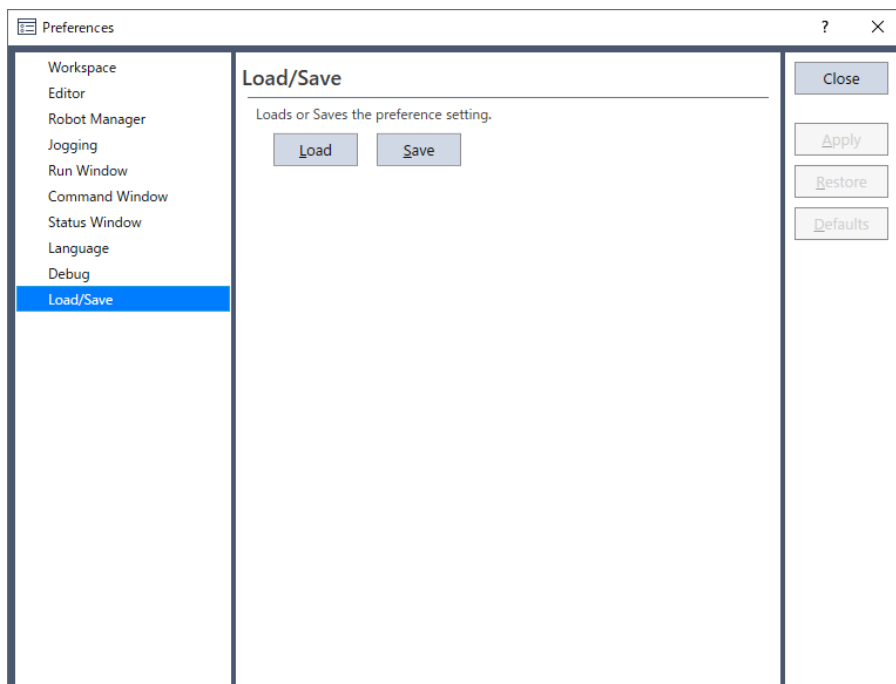 Preferences
?
Workspace
Editor
Robot Manager
Jogging
Run Window
Command Window
Status Window
Language
Debug
Load/Save
Load/Save
Loads or Saves the preference setting.
Load Save
Close
Apply
Restore
Defaults